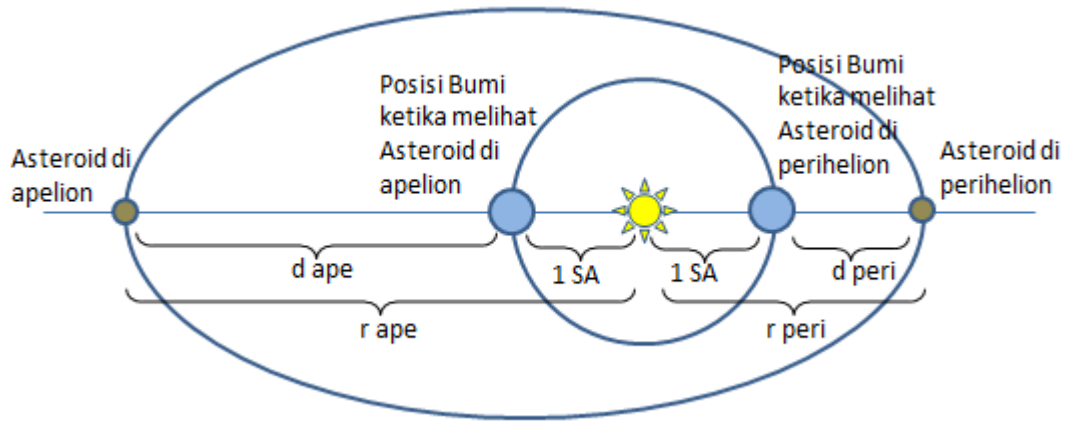 Asteroid di
apelion
Posisi Bumi
ketika melihat
Asteroid di
apelion
Posisi Bumi
ketika melihat
Asteroid di
perihelion
Asteroid di
perihelion
d ape
1 SA
1 SA
d peri
r ape
r peri